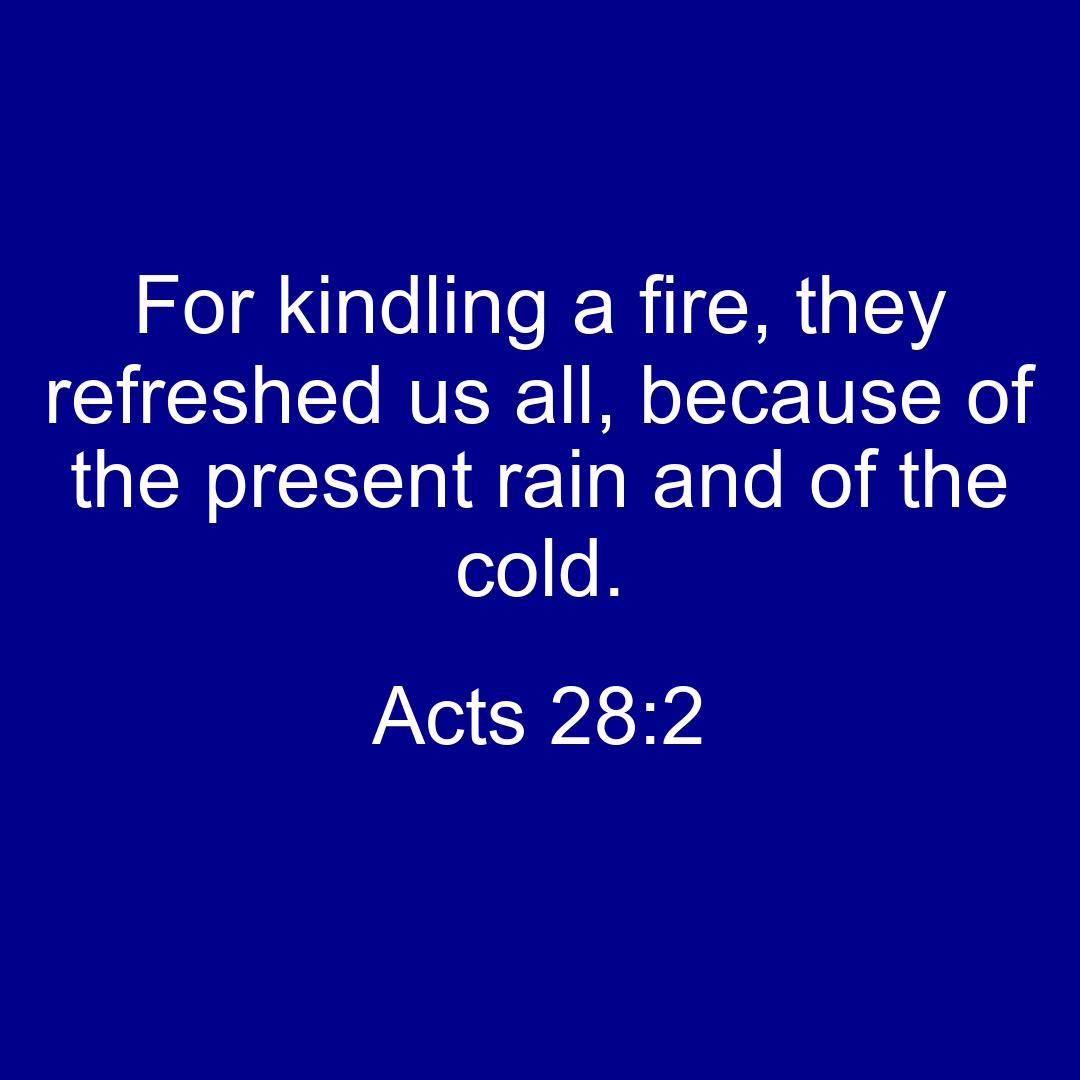 For kindling a fire, they
refreshed us all, because of
the present rain and of the
cold.
Acts 28:2